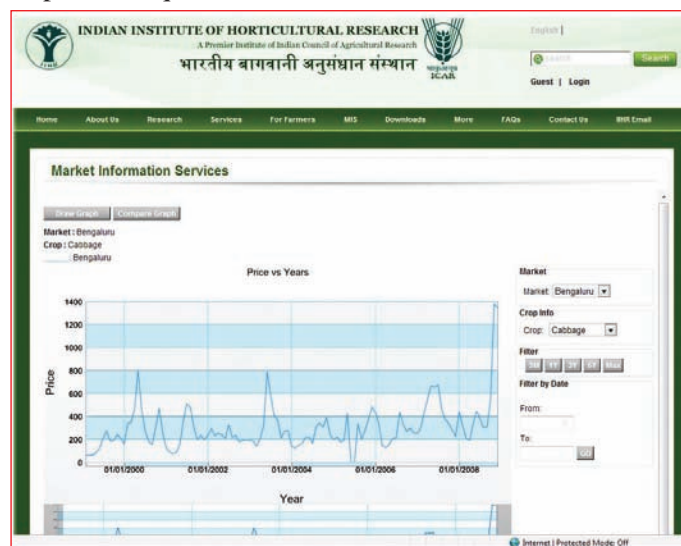 INDIAN INSTITUTE OF HORTICULTURAL RESEARCH
A Premier Institute of Indian Council of Agricultural Research
भारतीय बागवानी अनुसंधान संस्थान
IIHR
ICAR
English |
Search
Guest | Login
Home About Us Research Services For Farmers MIS Downloads More FAQs Contact Us IIHR Email
Market Information Services
Draw Graph Compare Graph
Market : Bengaluru
Crop : Cabbage
: Bengaluru
Price vs Years
1400
1200
1000
800
600
400
200
0
Price
01/01/2000 01/01/2002 01/01/2004 01/01/2006 01/01/2008
Year
Market
Market: Bengaluru
Crop Info
Crop: Cabbage
Filter
1Y 3Y 5Y Max
Filter by Date
From:
To:
GO
Internet | Protected Mode: Off